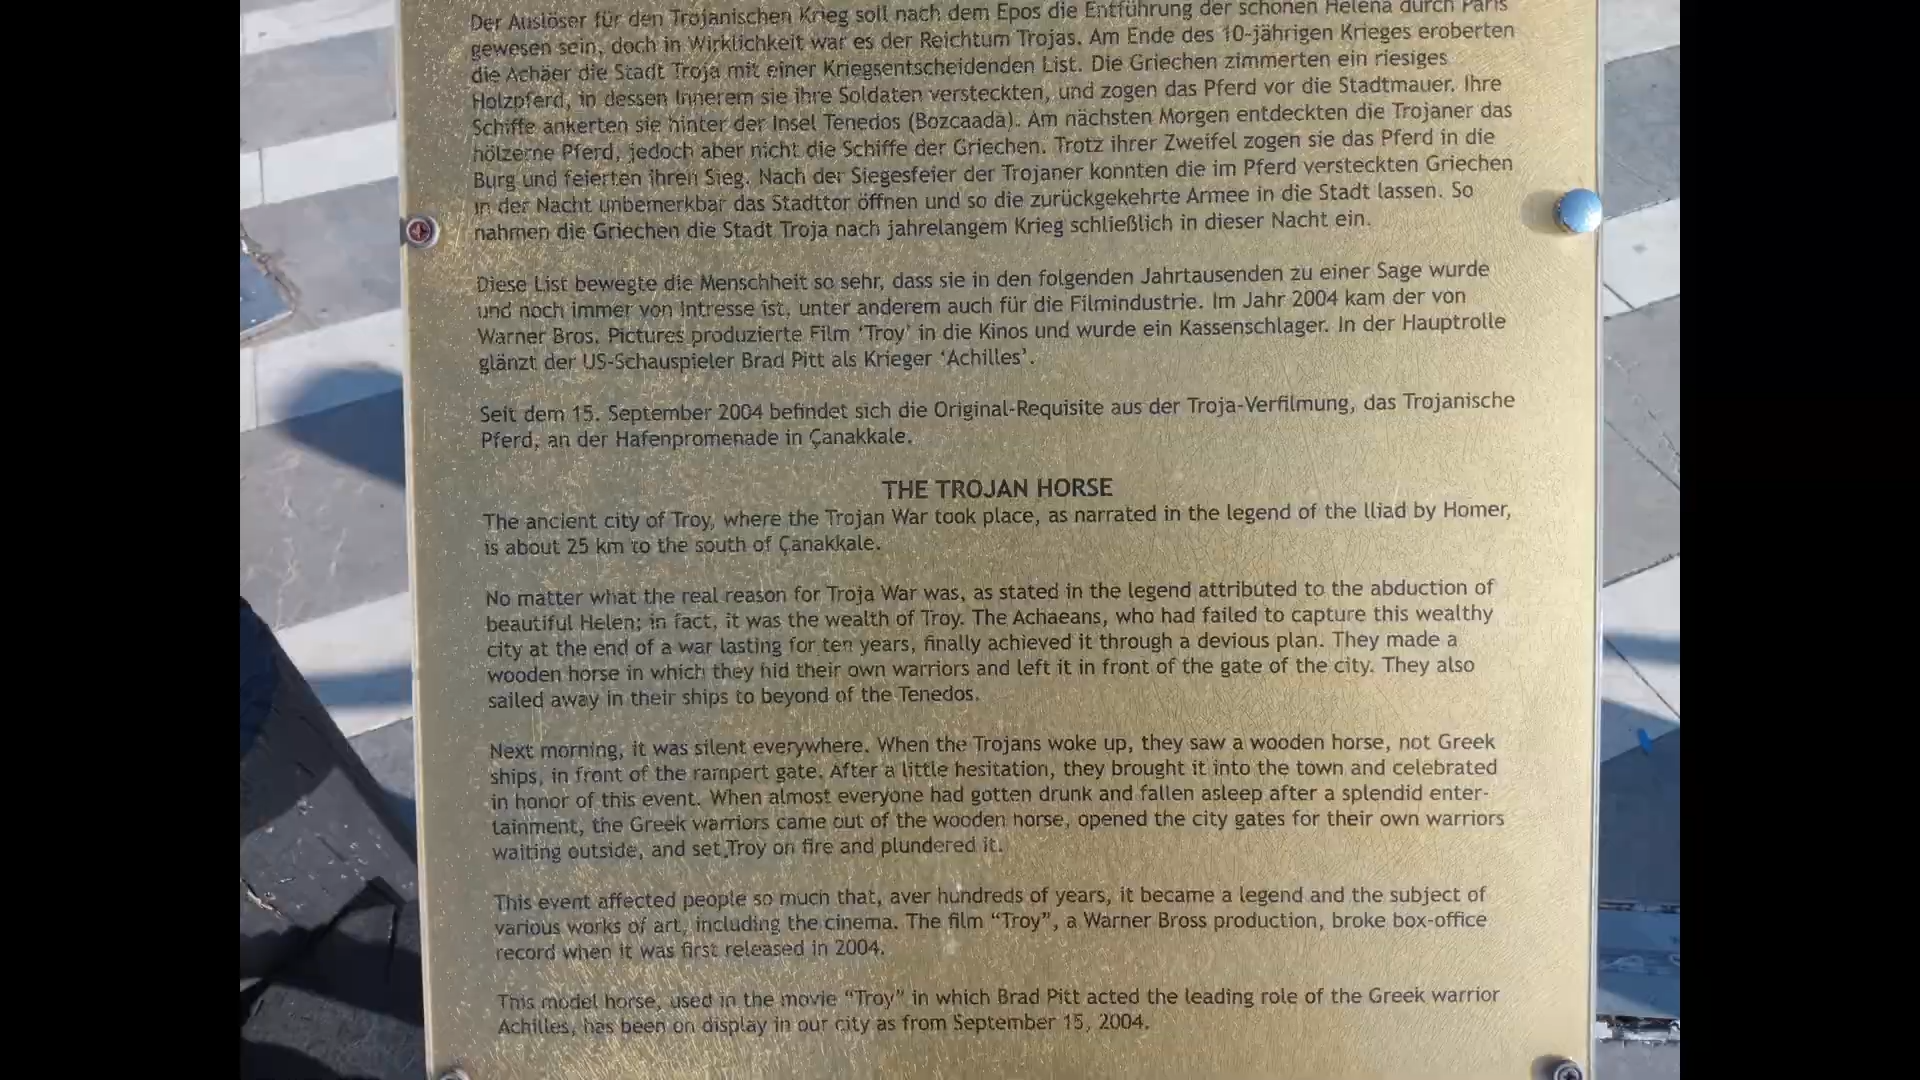 Der Auslöser für den Trojanischen Krieg soll nach dem Epos die Entführung der schönen Helena durch Paris
gewesen sein, doch in Wirklichkeit war es der Reichtum Trojas. Am Ende des 10-jährigen Krieges eroberten
die Achäer die Stadt Troja mit einer Kriegsentscheidenden List. Die Griechen zimmerten ein riesiges
Holzpferd, in dessen Innerem sie ihre Soldaten versteckten, und zogen das Pferd vor die Stadtmauer. Ihre
Schiffe ankerten sie hinter der Insel Tenedos (Bozcaada). Am nächsten Morgen entdeckten die Trojaner das
hölzerne Pferd, jedoch aber nicht die Schiffe der Griechen. Trotz ihrer Zweifel zogen sie das Pferd in die
Burg und feierten ihren Sieg. Nach der Siegesfeier der Trojaner konnten die im Pferd versteckten Griechen
in der Nacht unbemerkbar das Stadttor öffnen und so die zurückgekehrte Armee in die Stadt lassen. So
nahmen die Griechen die Stadt Troja nach jahrelangem Krieg schließlich in dieser Nacht ein.
Diese List bewegte die Menschheit so sehr, dass sie in den folgenden Jahrtausenden zu einer Sage wurde
und noch immer von Intresse ist, unter anderem auch für die Filmindustrie. Im Jahr 2004 kam der von
Warner Bros. Pictures produzierte Film ‘Troy’ in die Kinos und wurde ein Kassenschlager. In der Hauptrolle
glänzt der US-Schauspieler Brad Pitt als Krieger ‘Achilles’.
Seit dem 15. September 2004 befindet sich die Original-Requisite aus der Troja-Verfilmung, das Trojanische
Pferd, an der Hafenpromenade in Çanakkale.
THE TROJAN HORSE
The ancient city of Troy, where the Trojan War took place, as narrated in the legend of the lliad by Homer,
is about 25 km to the south of Çanakkale.
No matter what the real reason for Troja War was, as stated in the legend attributed to the abduction of
beautiful Helen; in fact, it was the wealth of Troy. The Achaeans, who had failed to capture this wealthy
city at the end of a war lasting for ten years, finally achieved it through a devious plan. They made a
wooden horse in which they hid their own warriors and left it in front of the gate of the city. They also
sailed away in their ships to beyond of the Tenedos.
Next morning, it was silent everywhere. When the Trojans woke up, they saw a wooden horse, not Greek
ships, in front of the rampert gate. After a little hesitation, they brought it into the town and celebrated
in honor of this event. When almost everyone had gotten drunk and fallen asleep after a splendid enter-
tainment, the Greek warriors came out of the wooden horse, opened the city gates for their own warriors
waiting outside, and set Troy on fire and plundered it.
This event affected people so much that, aver hundreds of years, it became a legend and the subject of
various works of art, including the cinema. The film “Troy”, a Warner Bross production, broke box-office
record when it was first released in 2004.
This model horse, used in the movie “Troy” in which Brad Pitt acted the leading role of the Greek warrior
Achilles, has been on display in our city as from September 15, 2004.